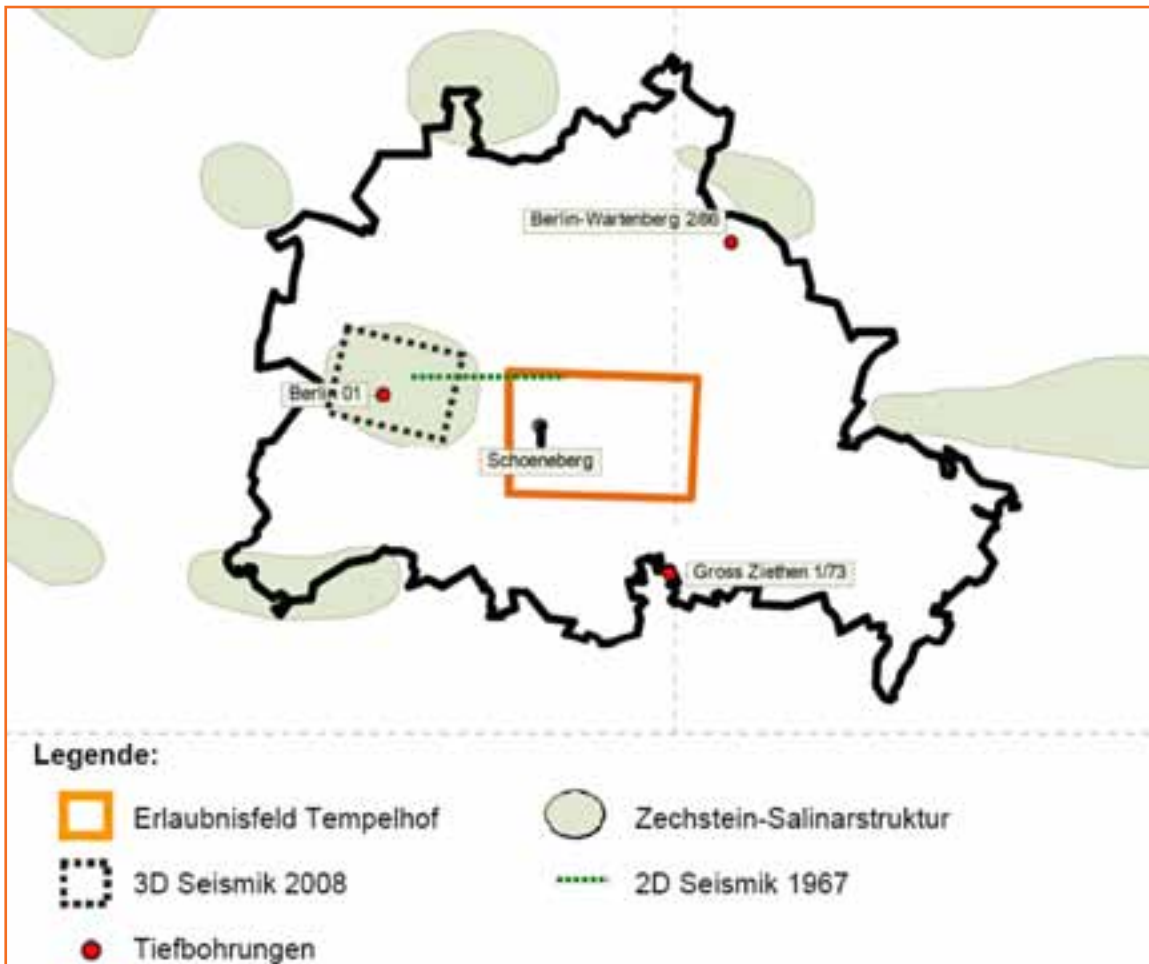 Berlin-Wartenberg 2/86
Berlin 01
Schoeneberg
Gross Ziethen 1/73
Legende:
Erlaubnisfeld Tempelhof
Zechstein-Salinarstruktur
3D Seismik 2008
2D Seismik 1967
Tiefbohrungen